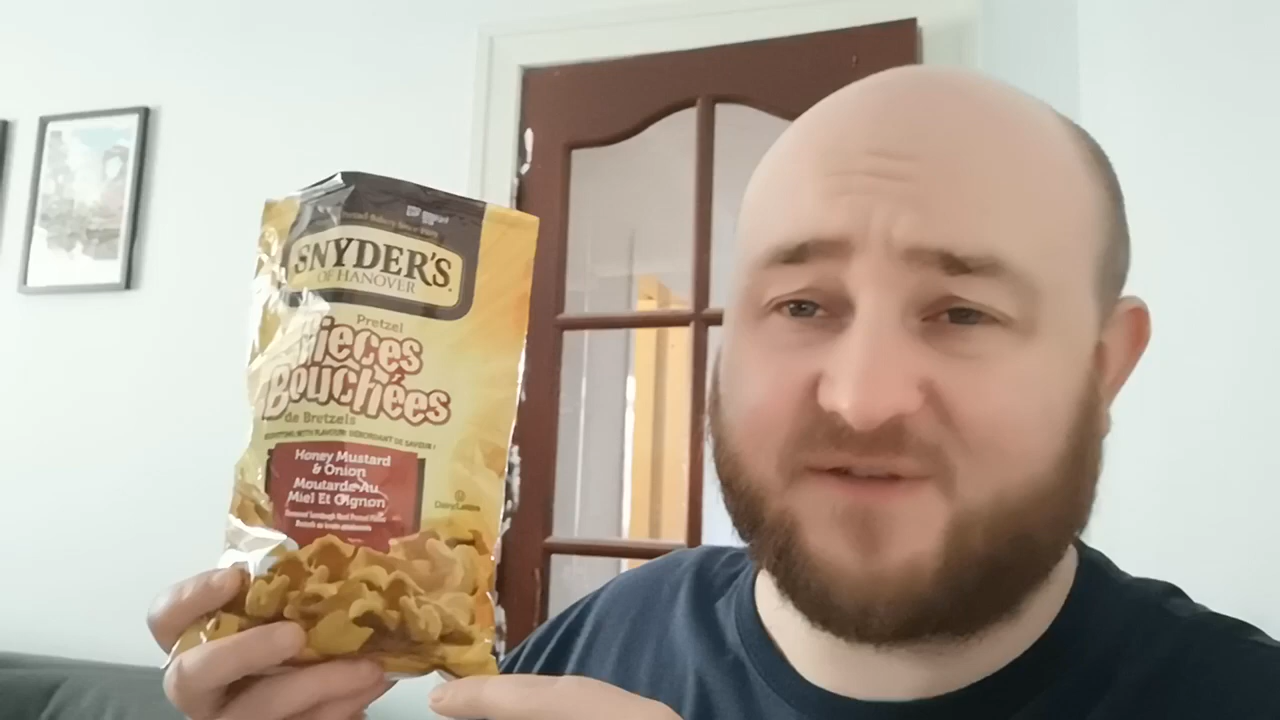 SNYDER'S
OF HANOVER
Pretzel
Pieces
Bouchées
de Bretzels
Honey Mustard
& Onion
Moutarde Au
Miel Et Oignon